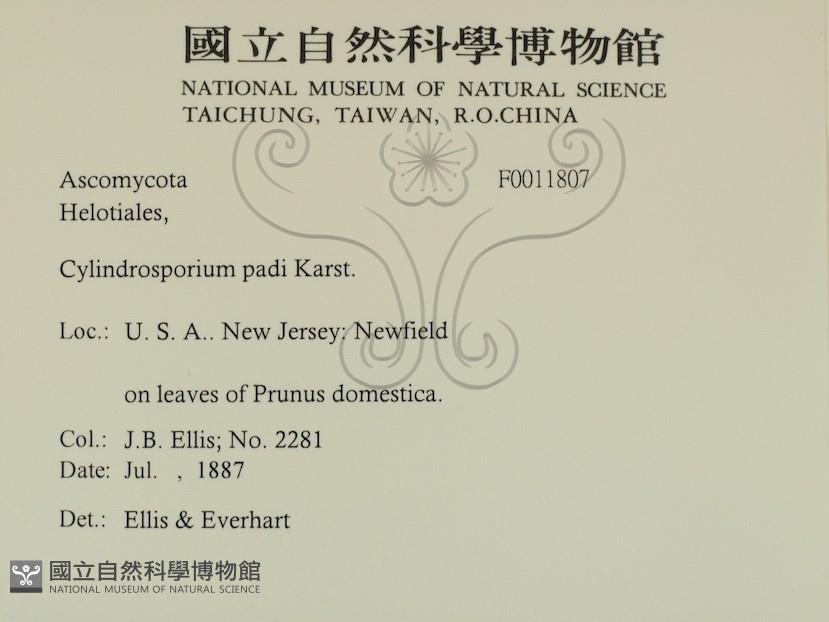 國立自然科學博物館
NATIONAL MUSEUM OF NATURAL SCIENCE
TAICHUNG, TAIWAN, R.O.CHINA
Ascomycota F0011807
Helotiales,
Cylindrosporium padi Karst.
Loc.: U. S. A.. New Jersey: Newfield
on leaves of Prunus domestica.
Col.: J.B. Ellis; No. 2281
Date: Jul. , 1887
Det.: Ellis & Everhart
國立自然科學博物館
NATIONAL MUSEUM OF NATURAL SCIENCE